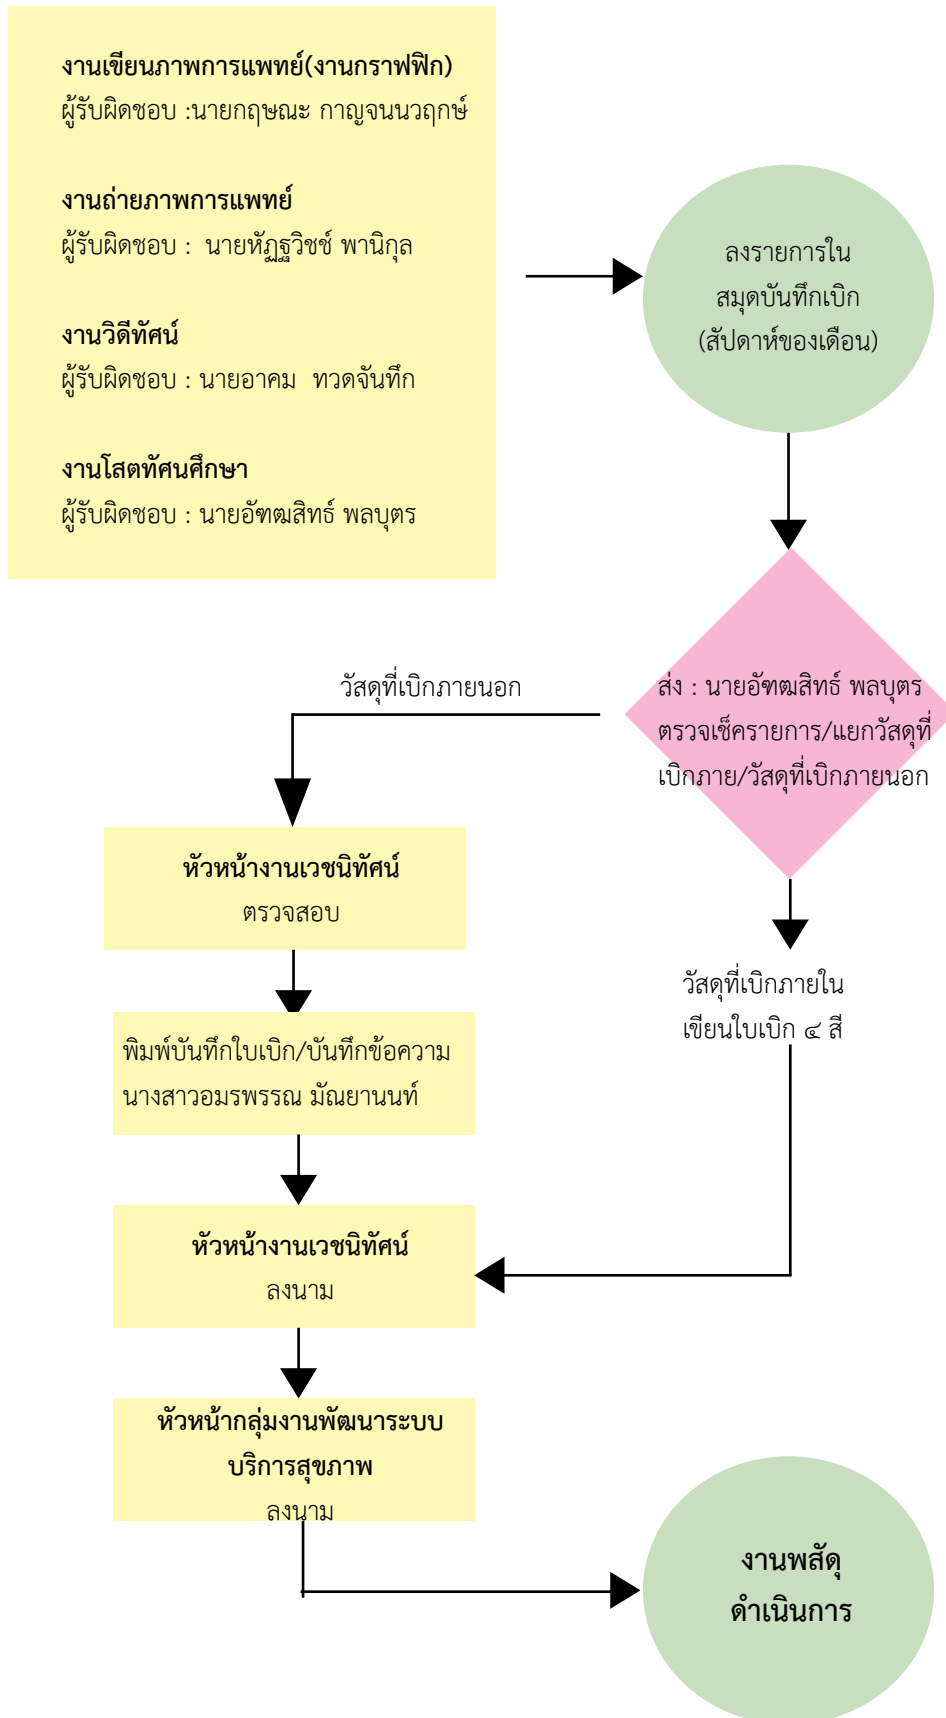 งานเขียนภาพการแพทย์(งานกราฟฟิก)
ผู้รับผิดชอบ :นายกฤษณะ กาญจนนวฤกษ์
งานถ่ายภาพการแพทย์
ผู้รับผิดชอบ : นายหัฏฐวิชช์ พานิกุล
งานวิดีทัศน์
ผู้รับผิดชอบ : นายอาคม ทวดจันทึก
งานโสตทัศนศึกษา
ผู้รับผิดชอบ : นายอัฑฒสิทธ์ พลบุตร
ลงรายการใน
สมุดบันทึกเบิก
(สัปดาห์ของเดือน)
ส่ง : นายอัฑฒสิทธ์ พลบุตร
ตรวจเช็ครายการ/แยกวัสดุที่
เบิกภาย/วัสดุที่เบิกภายนอก
วัสดุที่เบิกภายนอก
หัวหน้างานเวชนิทัศน์
ตรวจสอบ
วัสดุที่เบิกภายใน
เขียนใบเบิก ๔ สี
พิมพ์บันทึกใบเบิก/บันทึกข้อความ
นางสาวอมรพรรณ มัณยานนท์
หัวหน้างานเวชนิทัศน์
ลงนาม
หัวหน้ากลุ่มงานพัฒนาระบบ
บริการสุขภาพ
ลงนาม
งานพสัดุ
ดำเนินการ